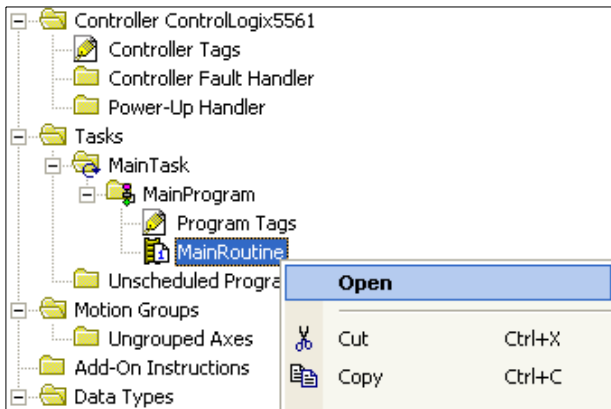 Controller ControlLogix5561
Controller Tags
Controller Fault Handler
Power-Up Handler
Tasks
MainTask
MainProgram
Program Tags
MainRoutine
Unscheduled Progra
Open
Motion Groups
Ungrouped Axes
Cut Ctrl+X
Add-On Instructions
Copy Ctrl+C
Data Types